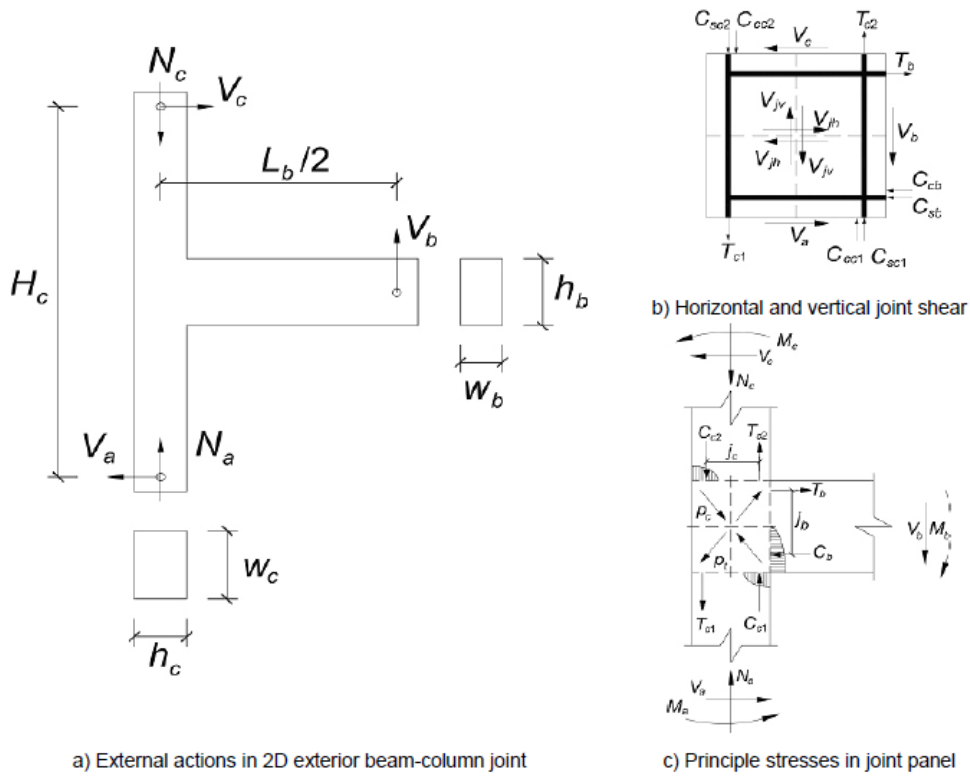 N_c
V_c
L_b/2
V_b
H_c
h_b
w_b
V_a
N_a
w_c
h_c
a) External actions in 2D exterior beam-column joint
C_sc2 C_cc2 V_c T_c2
T_b
V_jv
V_jh
V_b
V_jh
V_jv
C_cb
C_st
T_c1 V_a C_cc1 C_sc1
b) Horizontal and vertical joint shear
M_c
V_c
N_c
C_c2 T_c2
j_c
T_b
p_c j_b
V_b M_b
C_b
p_t
T_c1 C_c1
V_a N_a
M_a
c) Principle stresses in joint panel